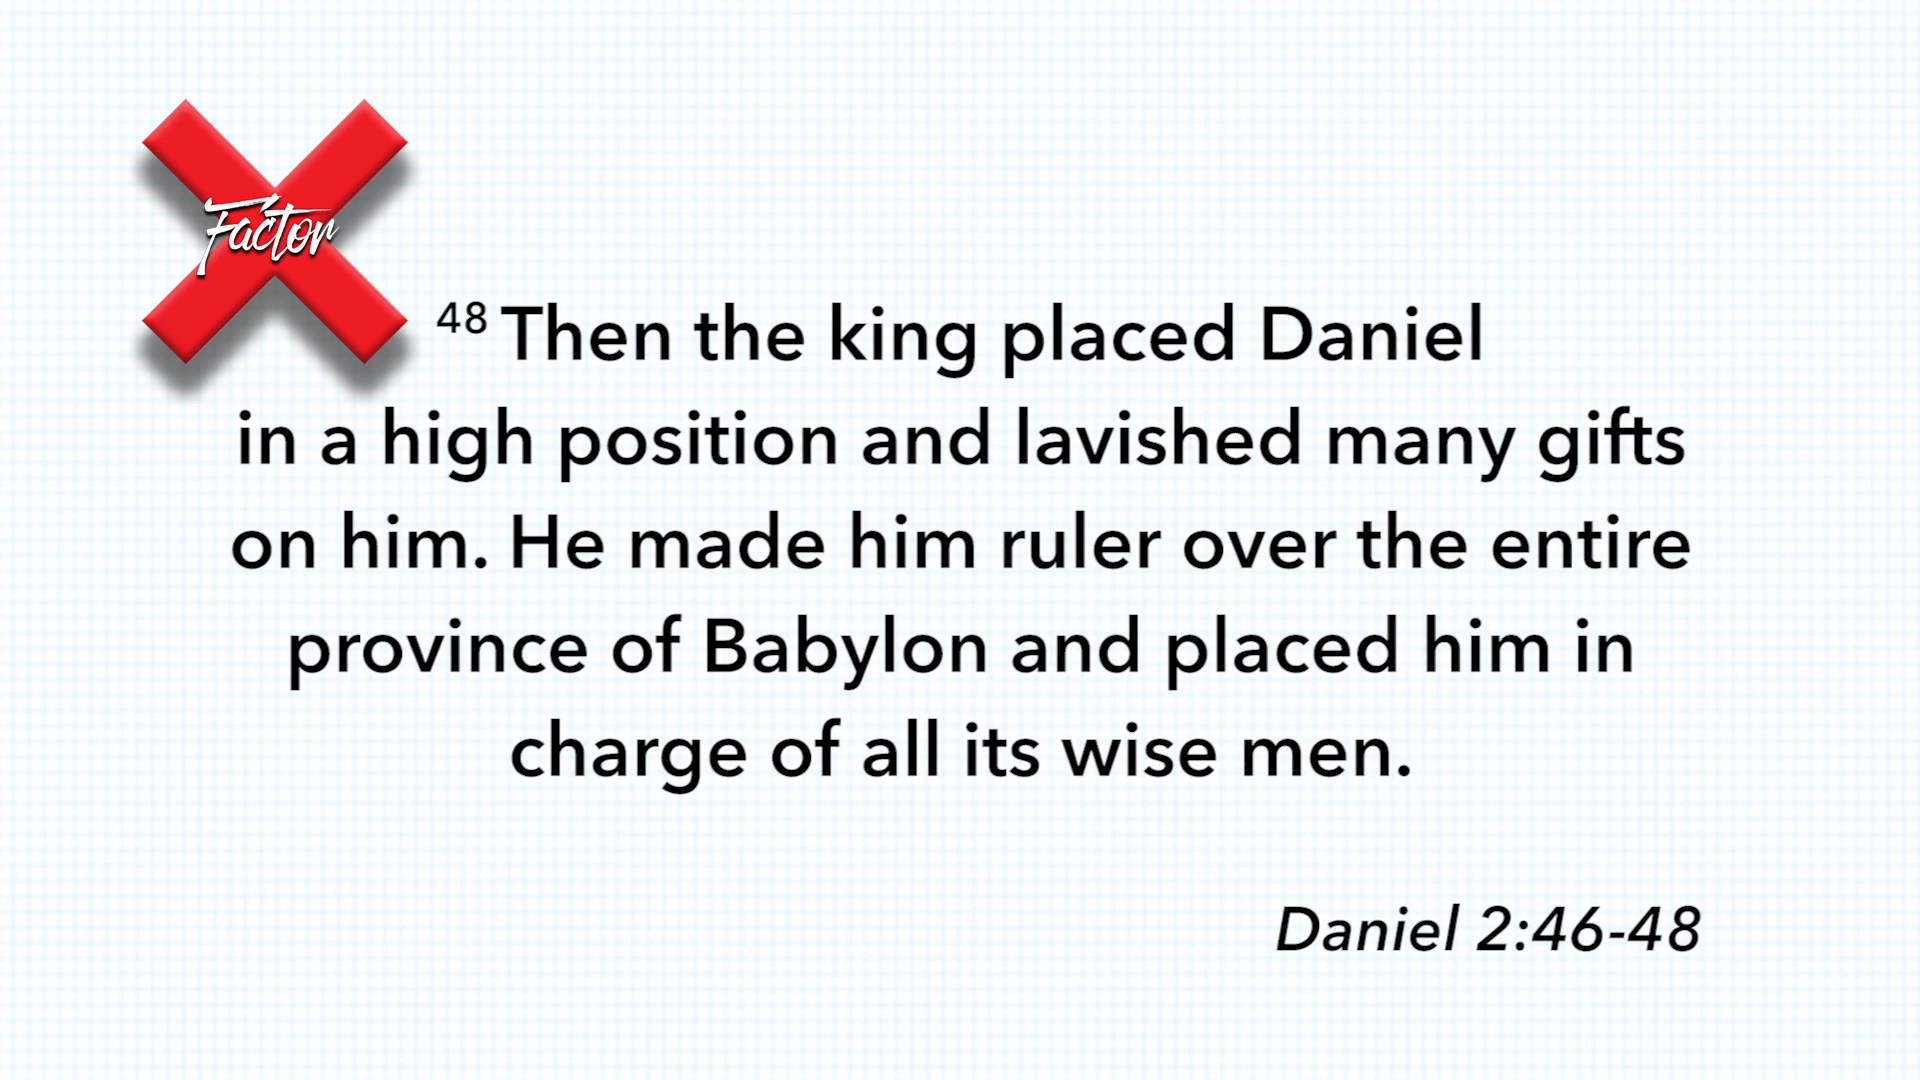 Factor
48 Then the king placed Daniel
in a high position and lavished many gifts
on him. He made him ruler over the entire
province of Babylon and placed him in
charge of all its wise men.
Daniel 2:46-48